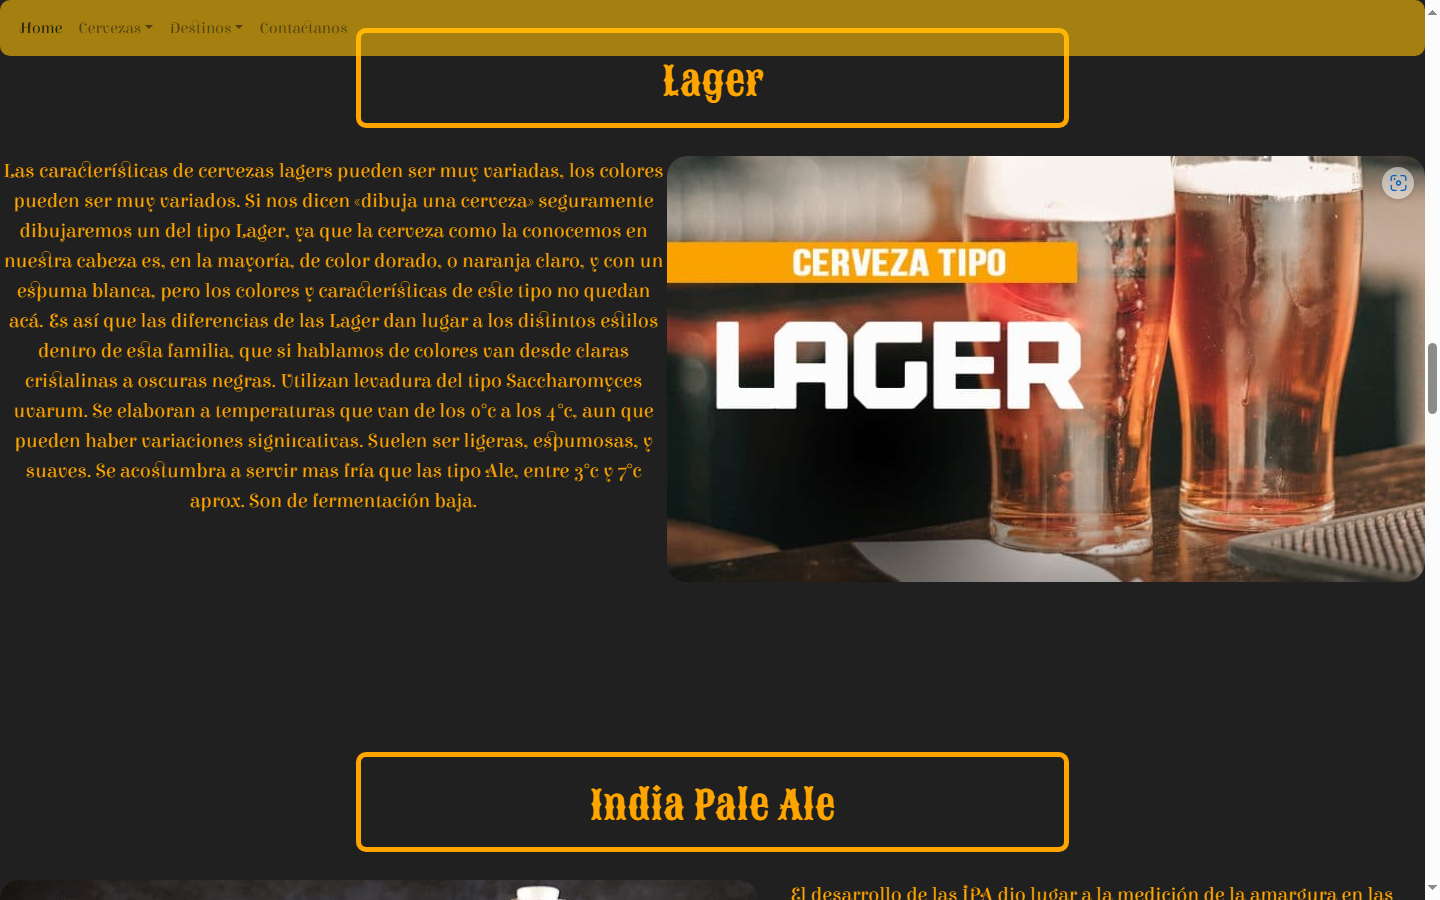 Home Cervezas Destinos Contactanos
Lager
Las características de cervezas lagers pueden ser muy variadas, los colores
pueden ser muy variados. Si nos dicen «dibuja una cerveza» seguramente
dibujaremos un del tipo Lager, ya que la cerveza como la conocemos en
nuestra cabeza es, en la mayoría, de color dorado, o naranja claro, y con un
espuma blanca, pero los colores y características de este tipo no quedan
acá. Es así que las diferencias de las Lager dan lugar a los distintos estilos
dentro de esta familia, que si hablamos de colores van desde claras
cristalinas a oscuras negras. Utilizan levadura del tipo Saccharomyces
uvarum. Se elaboran a temperaturas que van de los 0°c a los 4°c, aun que
pueden haber variaciones signiicativas. Suelen ser ligeras, espumosas, y
suaves. Se acostumbra a servir mas fría que las tipo Ale, entre 3°c y 7°c
aprox. Son de fermentación baja.
CERVEZA TIPO
LAGER
India Pale Ale
El desarrollo de las IPA dio lugar a la medición de la amargura en las